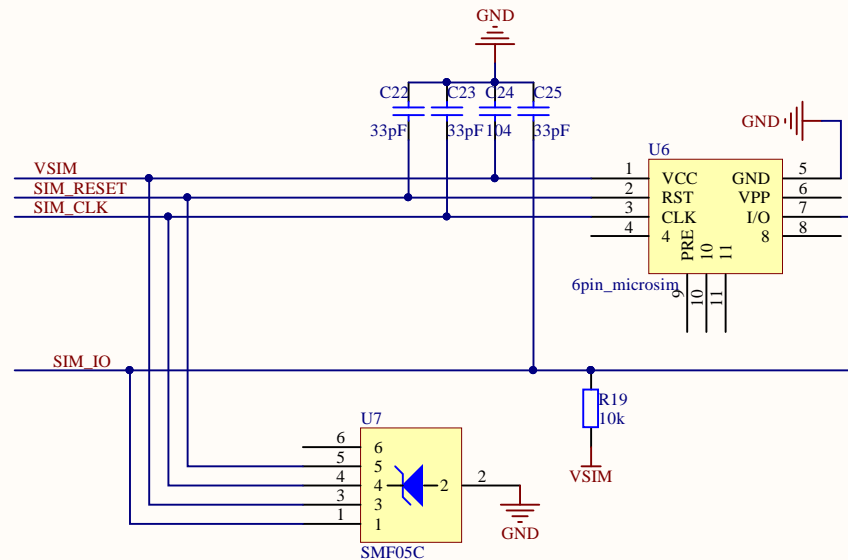 GND
C22 C23 C24 C25
33pF 33pF 104 33pF
GND
U6
VSIM
SIM_RESET
SIM_CLK
1 VCC GND 5
2 RST VPP 6
3 CLK I/O 7
4 4 8 8
PRE 10 11
6pin_microsim
9 10 11
SIM_IO
R19
10k
VSIM
U7
6 6
5 5
4 4 2 2
3 3
1 1
GND
SMF05C